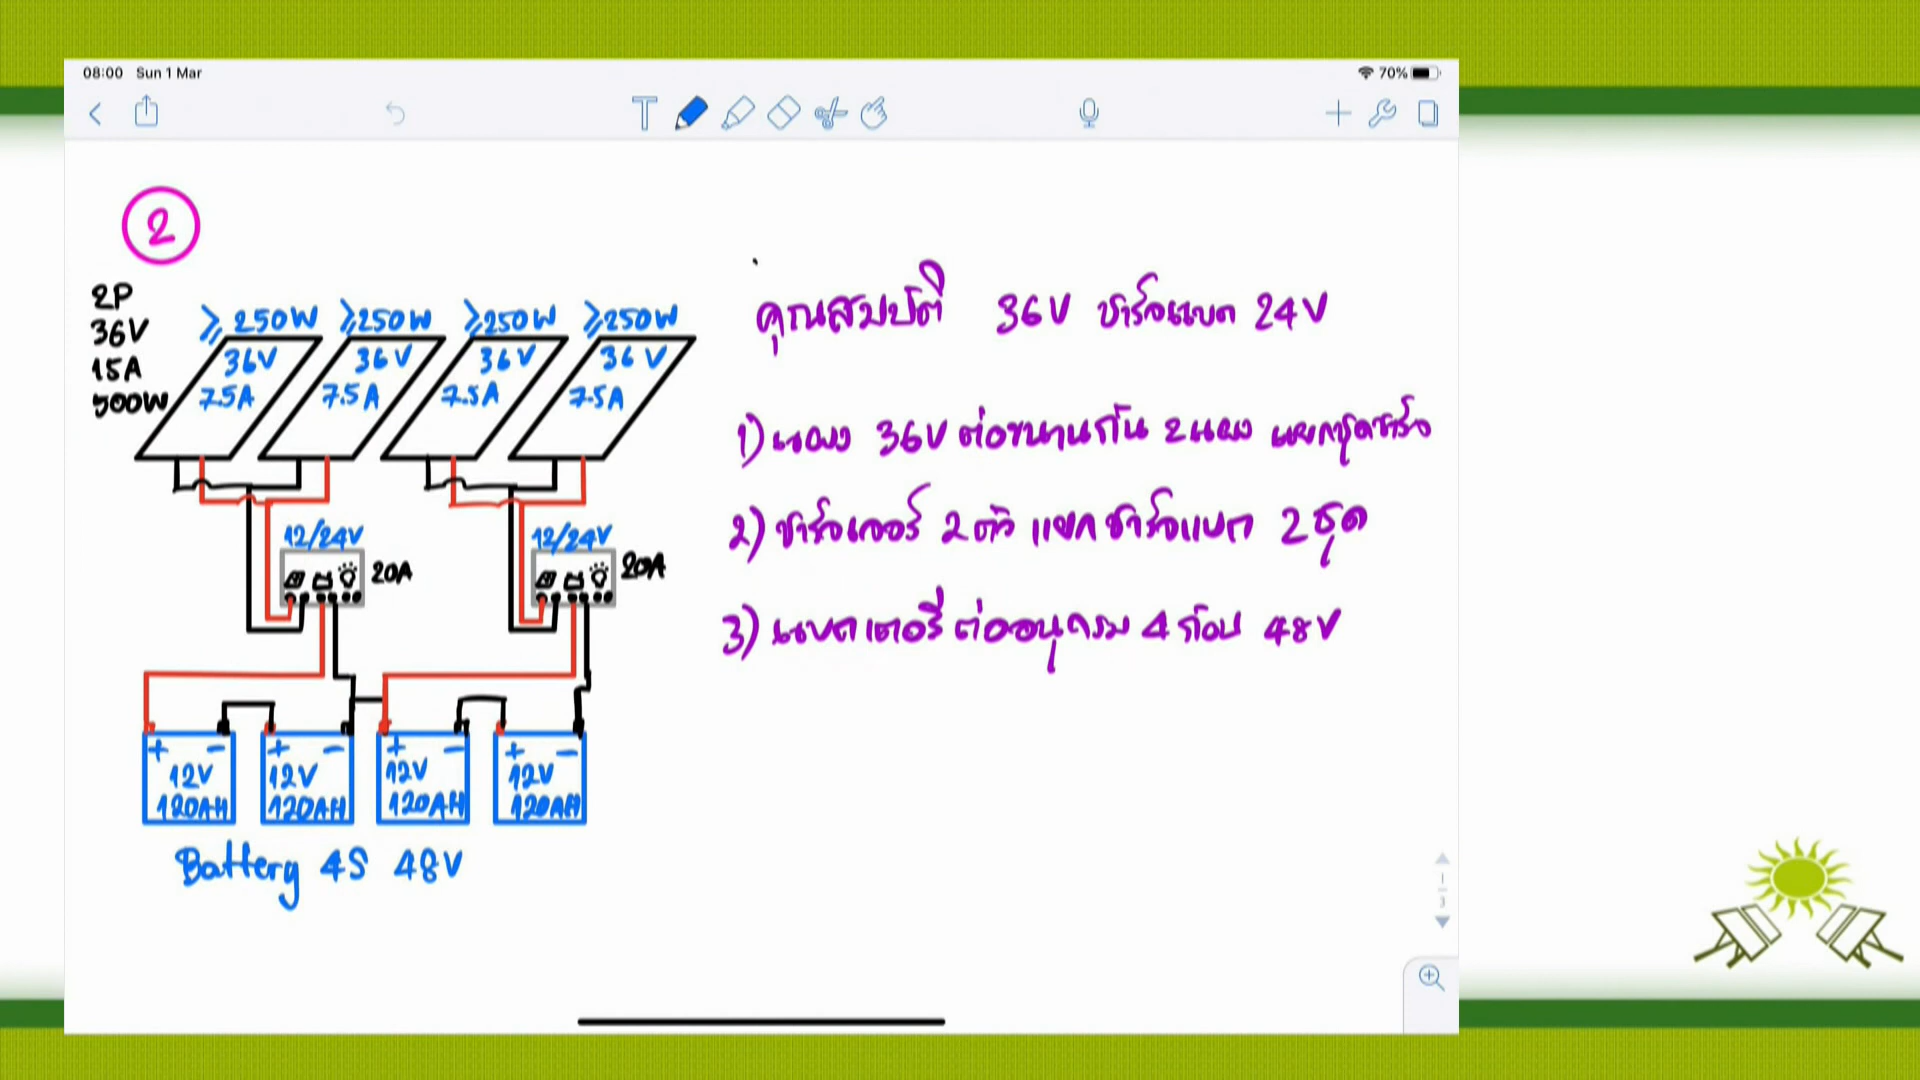 08:00 Sun 1 Mar
70%
2
2P
36V
15A
500W
≥250W ≥250W ≥250W ≥250W
36V 36V 36V 36V
7.5A 7.5A 7.5A 7.5A
12/24V 12/24V
20A 20A
+ - + - + - + -
12V 12V 12V 12V
120AH 120AH 120AH 120AH
Battery 4S 48V
คุณสมบัติ 36V ชาร์จแบต 24V
1) แผง 36V ต่อขนานกัน 2แผง แยกชุดชาร์จ
2) ชาร์จเจอร์ 2 ตัว แยกชาร์จแบต 2 ชุด
3) แบตเตอรี่ ต่ออนุกรม 4 ก้อน 48V
1
3